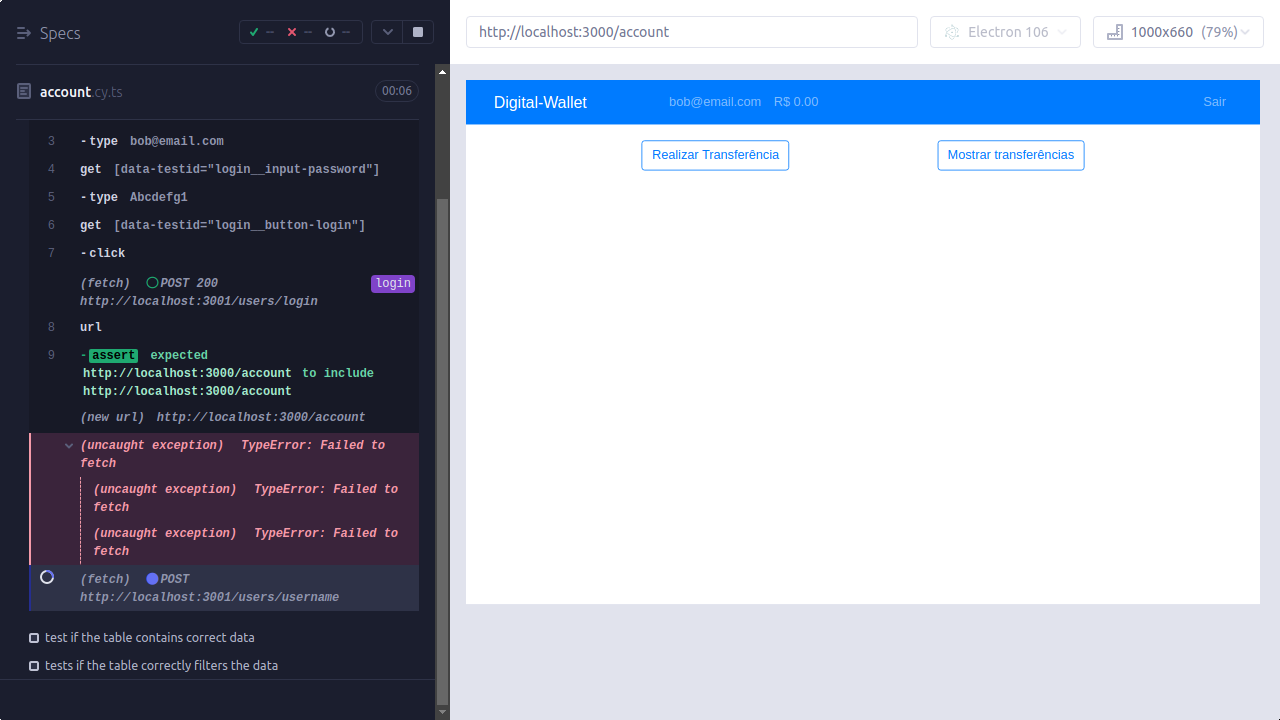 Specs
-- -- --
account.cy.ts 00:06
3 -type bob@email.com
4 get [data-testid="login__input-password"]
5 -type Abcdefg1
6 get [data-testid="login__button-login"]
7 -click
(fetch) POST 200 login
http://localhost:3001/users/login
8 url
9 -assert expected
http://localhost:3000/account to include
http://localhost:3000/account
(new url) http://localhost:3000/account
(uncaught exception) TypeError: Failed to
fetch
(uncaught exception) TypeError: Failed to
fetch
(uncaught exception) TypeError: Failed to
fetch
(fetch) POST
http://localhost:3001/users/username
test if the table contains correct data
tests if the table correctly filters the data
http://localhost:3000/account
Electron 106
1000x660 (79%)
Digital-Wallet bob@email.com R$ 0.00 Sair
Realizar Transferência Mostrar transferências